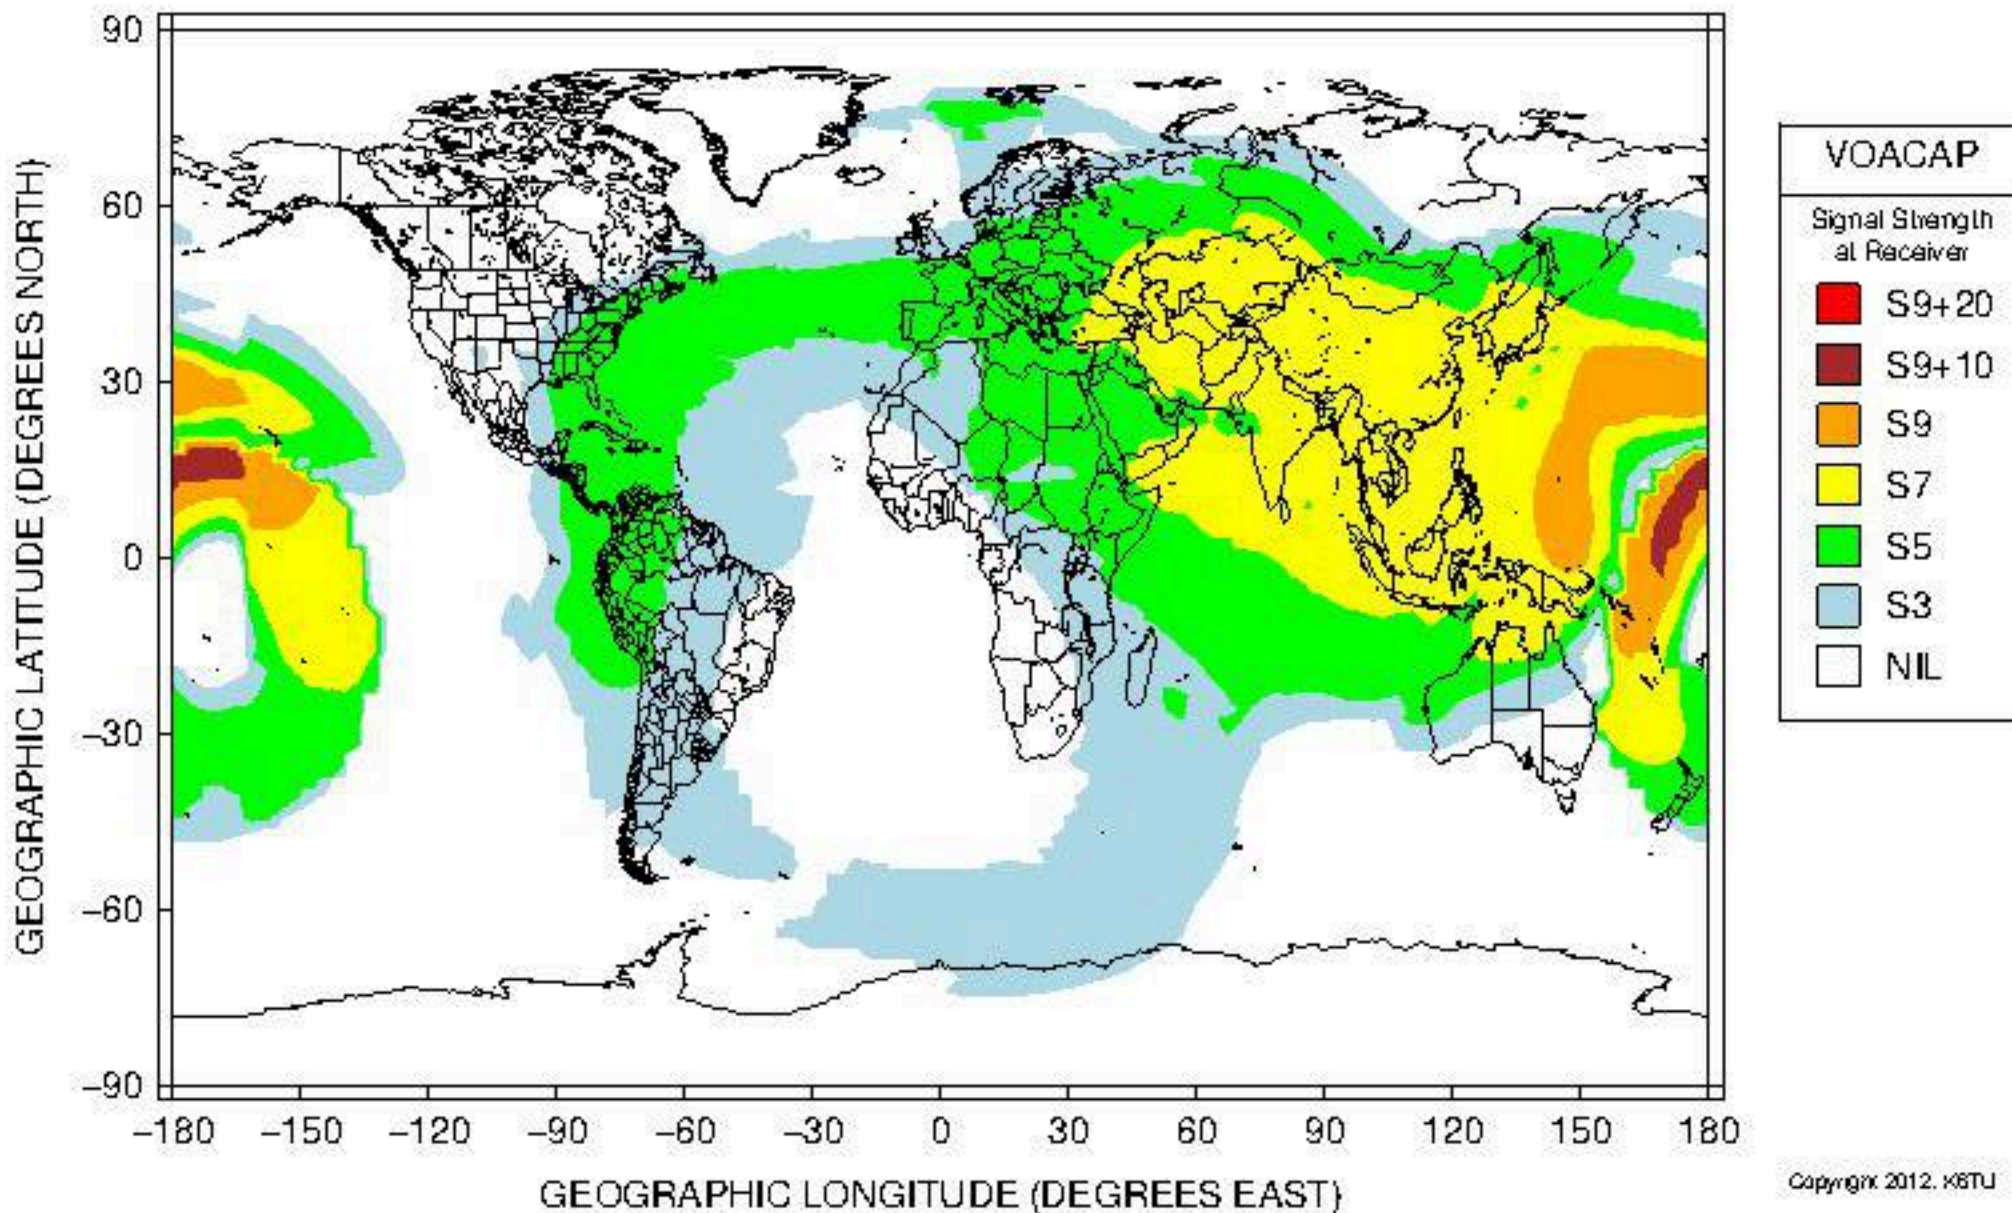 GEOGRAPHIC LATITUDE (DEGREES NORTH)
90
60
30
0
−30
−60
−90
−180 −150 −120 −90 −60 −30 0 30 60 90 120 150 180
GEOGRAPHIC LONGITUDE (DEGREES EAST)
VOACAP
Signal Strength
at Receiver
S9+20
S9+10
S9
S7
S5
S3
NIL
Copyright 2012, K6TU